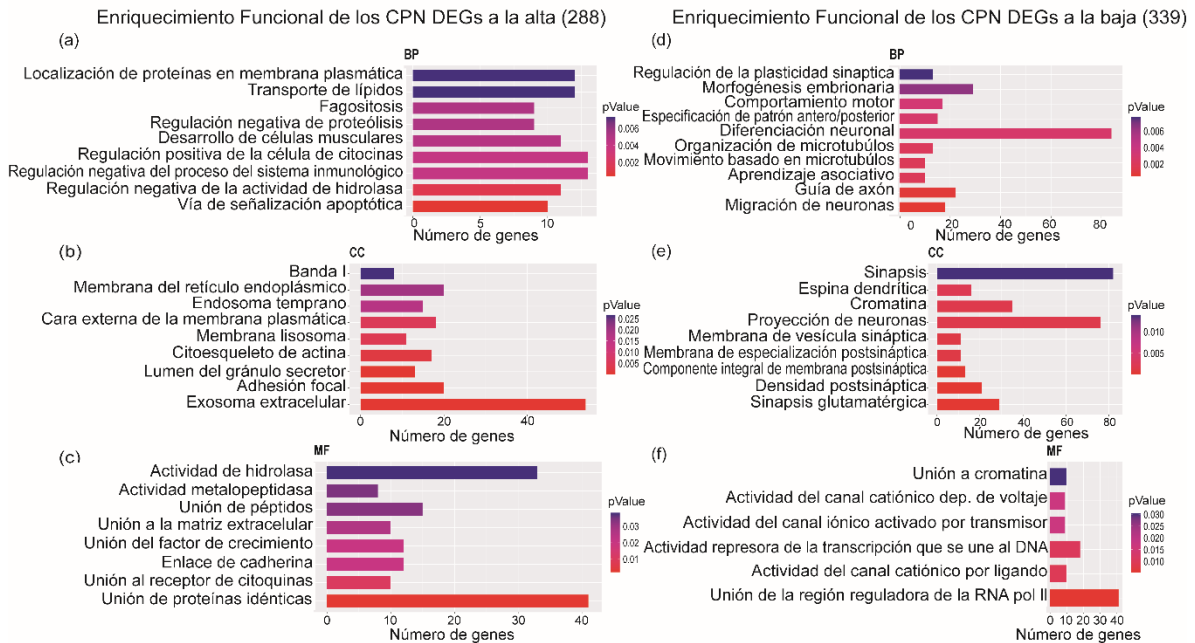 Enriquecimiento Funcional de los CPN DEGs a la alta (288)
(a)
BP
Localización de proteínas en membrana plasmática
Transporte de lípidos
Fagositosis
Regulación negativa de proteólisis
Desarrollo de células musculares
Regulación positiva de la célula de citocinas
Regulación negativa del proceso del sistema inmunológico
Regulación negativa de la actividad de hidrolasa
Vía de señalización apoptótica
0 5 10
Número de genes
pValue
0.006
0.004
0.002
(b)
CC
Banda I
Membrana del retículo endoplásmico
Endosoma temprano
Cara externa de la membrana plasmática
Membrana lisosoma
Citoesqueleto de actina
Lumen del gránulo secretor
Adhesión focal
Exosoma extracelular
0 20 40
Número de genes
pValue
0.025
0.020
0.015
0.010
0.005
(c)
MF
Actividad de hidrolasa
Actividad metalopeptidasa
Unión de péptidos
Unión a la matriz extracelular
Unión del factor de crecimiento
Enlace de cadherina
Unión al receptor de citoquinas
Unión de proteínas idénticas
0 10 20 30 40
Número de genes
pValue
0.03
0.02
0.01
Enriquecimiento Funcional de los CPN DEGs a la baja (339)
(d)
BP
Regulación de la plasticidad sinaptica
Morfogénesis embrionaria
Comportamiento motor
Especificación de patrón antero/posterior
Diferenciación neuronal
Organización de microtubúlos
Movimiento basado en microtubúlos
Aprendizaje asociativo
Guía de axón
Migración de neuronas
0 20 40 60 80
Número de genes
pValue
0.006
0.004
0.002
(e)
CC
Sinapsis
Espina dendrítica
Cromatina
Proyección de neuronas
Membrana de vesícula sináptica
Membrana de especialización postsináptica
Componente integral de membrana postsináptica
Densidad postsináptica
Sinapsis glutamatérgica
0 20 40 60 80
Número de genes
pValue
0.010
0.005
(f)
MF
Unión a cromatina
Actividad del canal catiónico dep. de voltaje
Actividad del canal iónico activado por transmisor
Actividad represora de la transcripción que se une al DNA
Actividad del canal catiónico por ligando
Unión de la región reguladora de la RNA pol II
0 10 20 30 40
Número de genes
pValue
0.030
0.025
0.020
0.015
0.010